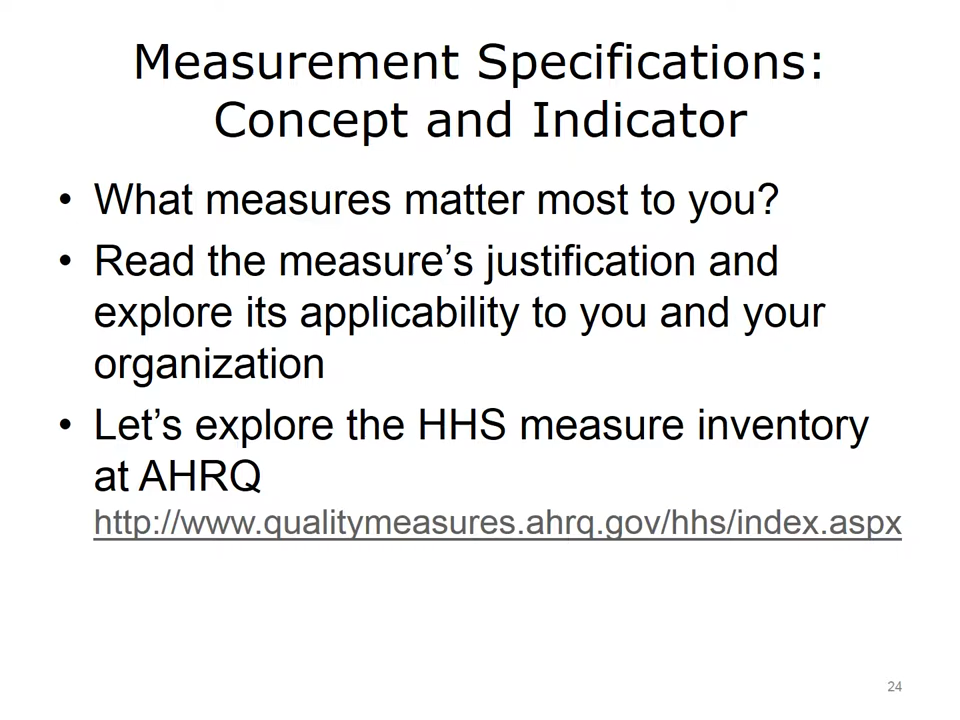 Measurement Specifications:
Concept and Indicator
• What measures matter most to you?
• Read the measure’s justification and
explore its applicability to you and your
organization
• Let’s explore the HHS measure inventory
at AHRQ
http://www.qualitymeasures.ahrq.gov/hhs/index.aspx
24